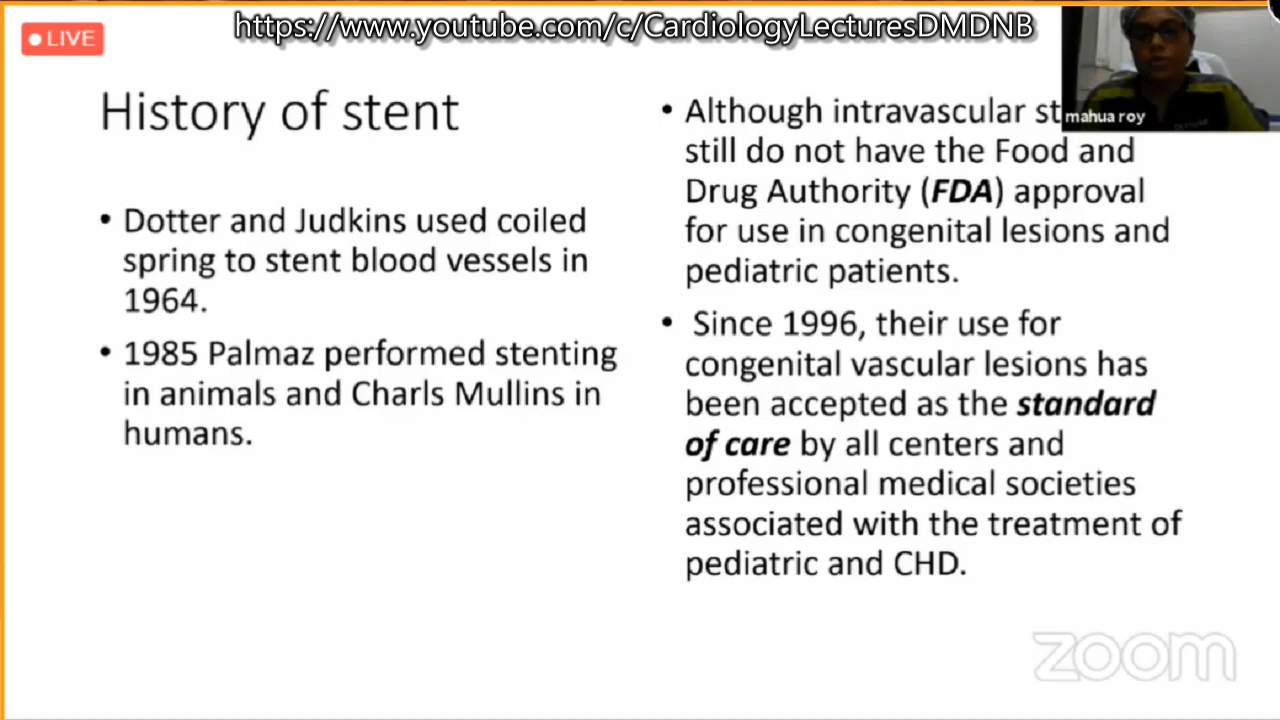 https://www.youtube.com/c/CardiologyLecturesDMDNB
LIVE
mahua roy
History of stent
• Dotter and Judkins used coiled
spring to stent blood vessels in
1964.
• 1985 Palmaz performed stenting
in animals and Charls Mullins in
humans.
• Although intravascular
still do not have the Food and
Drug Authority (FDA) approval
for use in congenital lesions and
pediatric patients.
• Since 1996, their use for
congenital vascular lesions has
been accepted as the standard
of care by all centers and
professional medical societies
associated with the treatment of
pediatric and CHD.
zoom